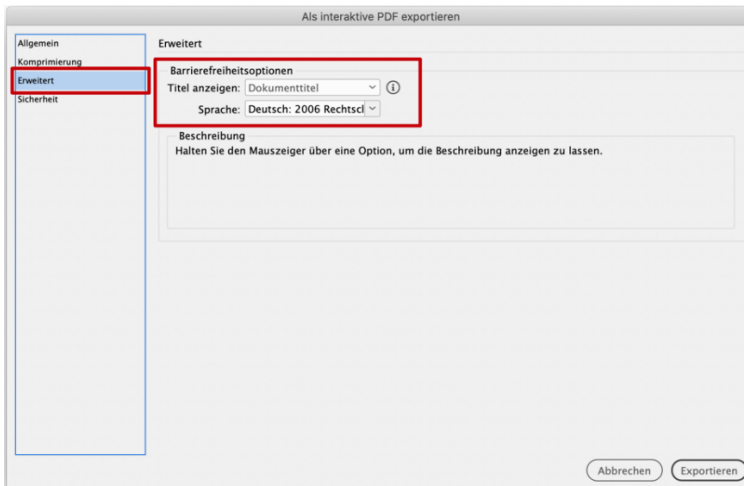 Als interaktive PDF exportieren
Allgemein
Komprimierung
Erweitert
Sicherheit
Erweitert
Barrierefreiheitsoptionen
Titel anzeigen: Dokumenttitel
Sprache: Deutsch: 2006 Rechtscl
Beschreibung
Halten Sie den Mauszeiger über eine Option, um die Beschreibung anzeigen zu lassen.
Abbrechen Exportieren